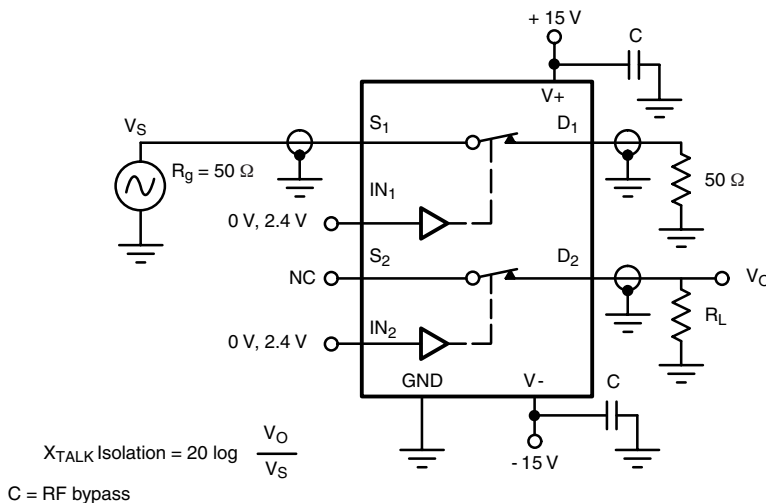 + 15 V
C
V+
VS
S1
D1
Rg = 50 Ω
50 Ω
IN1
0 V, 2.4 V
S2
D2
NC
VO
RL
IN2
0 V, 2.4 V
GND
V-
C
- 15 V
XTALK Isolation = 20 log VO / VS
C = RF bypass